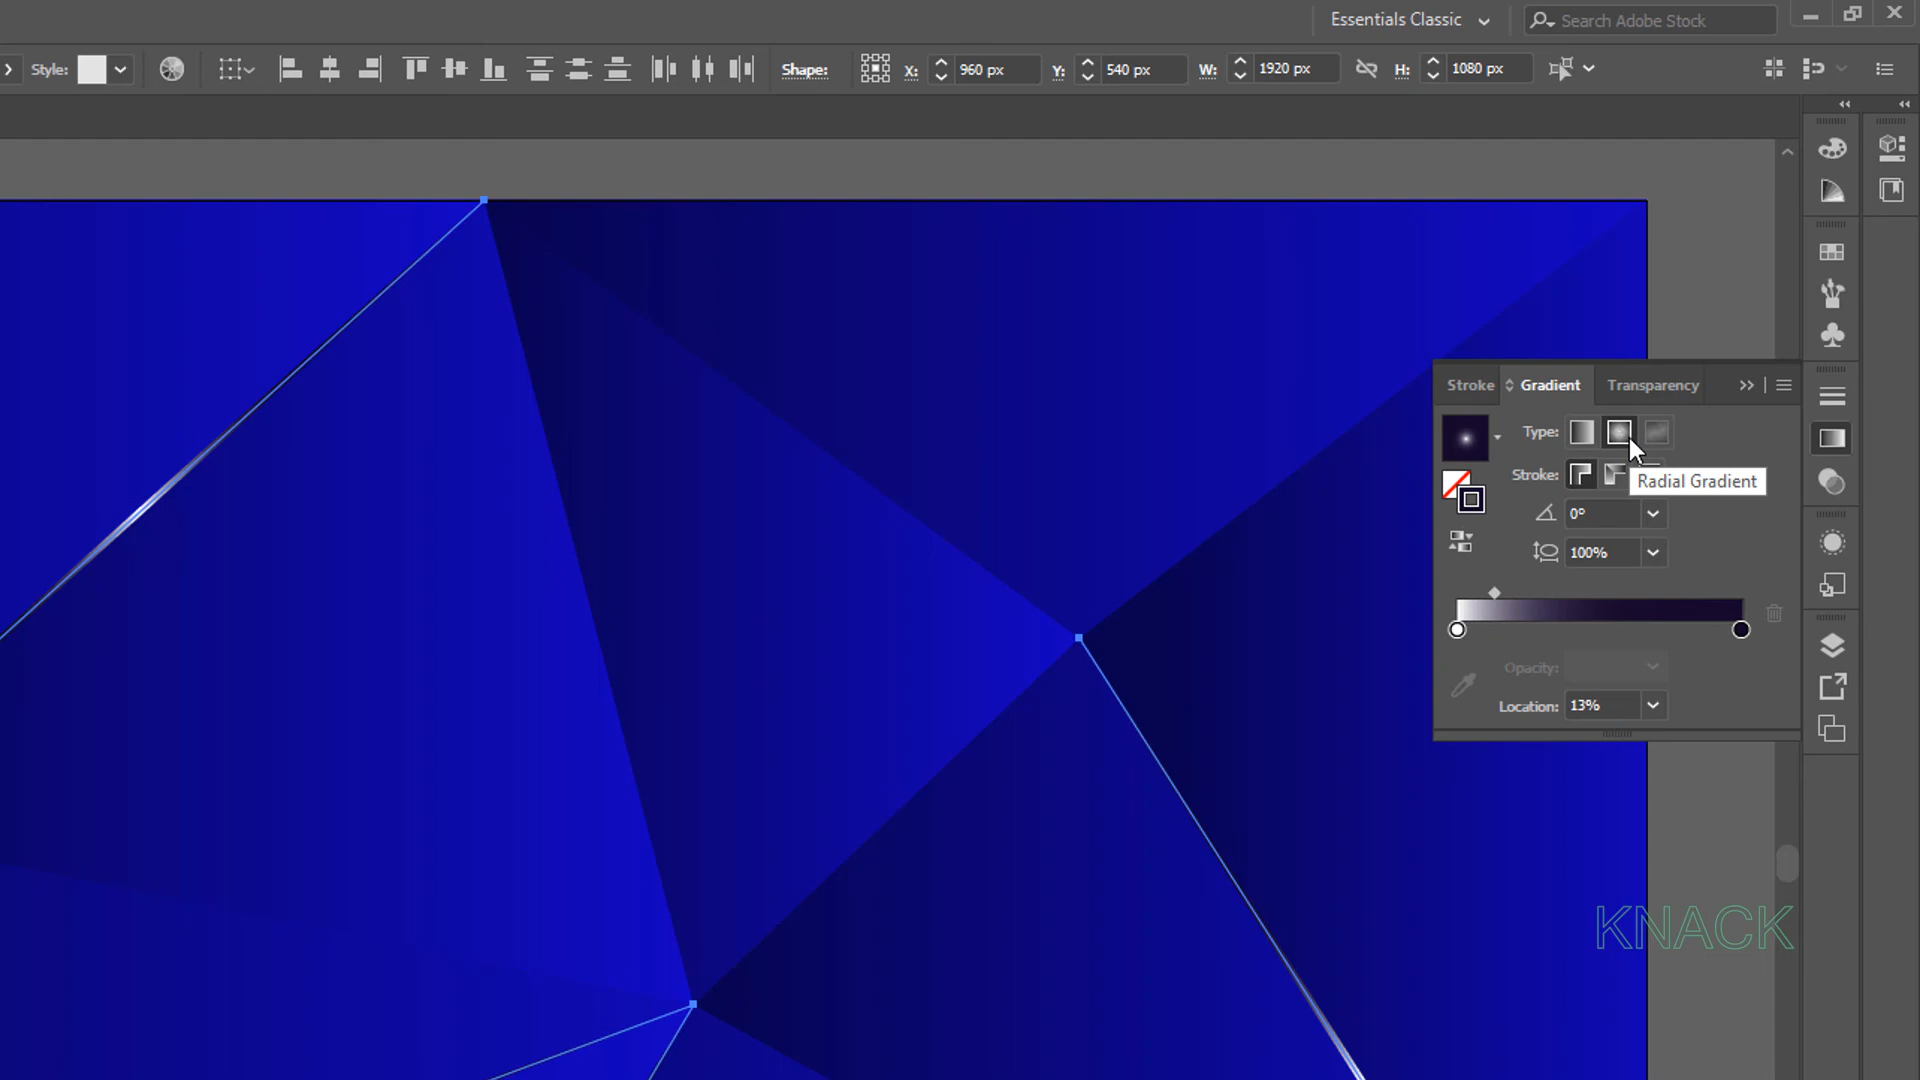 Essentials Classic
Search Adobe Stock
Style:
Shape:
X: 960 px
Y: 540 px
W: 1920 px
H: 1080 px
Stroke
Gradient
Transparency
Type:
Stroke:
Radial Gradient
0°
100%
Opacity:
Location: 13%
KNACK